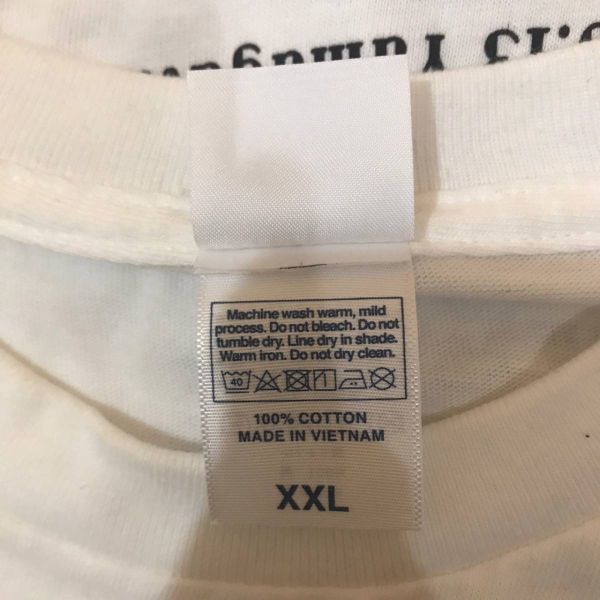 Machine wash warm, mild
process. Do not bleach. Do not
tumble dry. Line dry in shade.
Warm iron. Do not dry clean.
40
100% COTTON
MADE IN VIETNAM
XXL